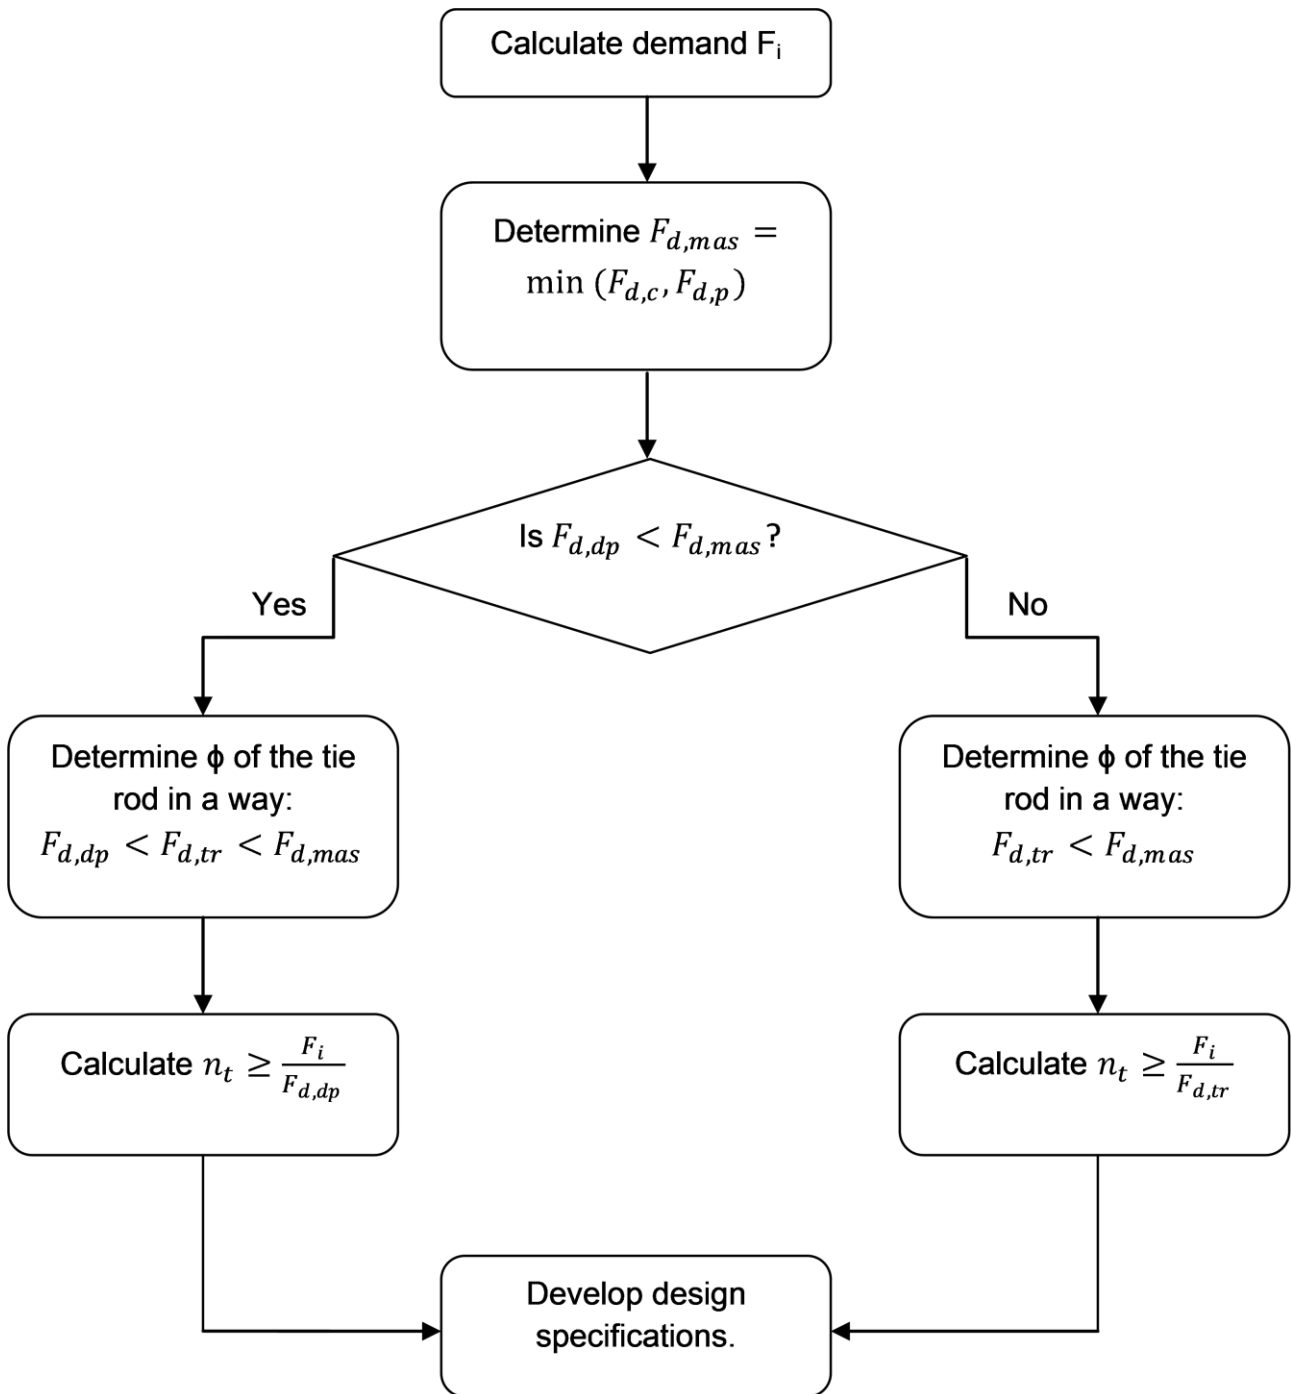 Calculate demand Fᵢ
Determine F_{d,mas} =
min (F_{d,c}, F_{d,p})
Is F_{d,dp} < F_{d,mas}?
Yes
No
Determine ϕ of the tie
rod in a way:
F_{d,dp} < F_{d,tr} < F_{d,mas}
Determine ϕ of the tie
rod in a way:
F_{d,tr} < F_{d,mas}
Calculate n_t ≥ F_i / F_{d,dp}
Calculate n_t ≥ F_i / F_{d,tr}
Develop design
specifications.